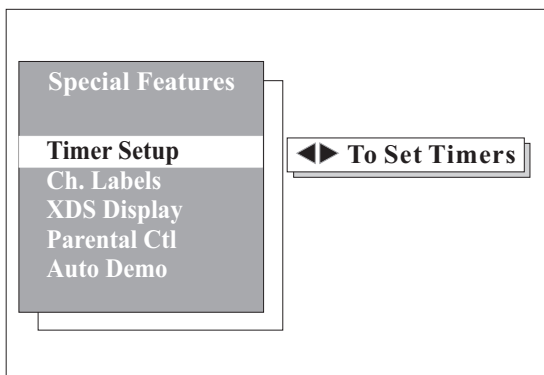 Special Features
Timer Setup
◀▶ To Set Timers
Ch. Labels
XDS Display
Parental Ctl
Auto Demo